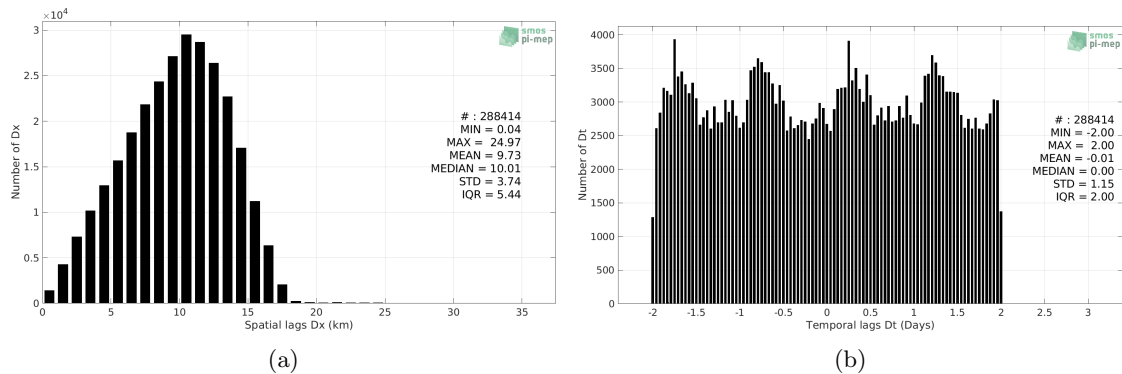 ×10⁴
3
2.5
2
1.5
1
0.5
0
Number of Dx
smos
pi-mep
# : 288414
MIN = 0.04
MAX = 24.97
MEAN = 9.73
MEDIAN = 10.01
STD = 3.74
IQR = 5.44
0 5 10 15 20 25 30 35
Spatial lags Dx (km)
(a)
4000
3500
3000
2500
2000
1500
1000
500
0
Number of Dt
smos
pi-mep
# : 288414
MIN = -2.00
MAX = 2.00
MEAN = -0.01
MEDIAN = 0.00
STD = 1.15
IQR = 2.00
-2 -1.5 -1 -0.5 0 0.5 1 1.5 2 2.5 3
Temporal lags Dt (Days)
(b)